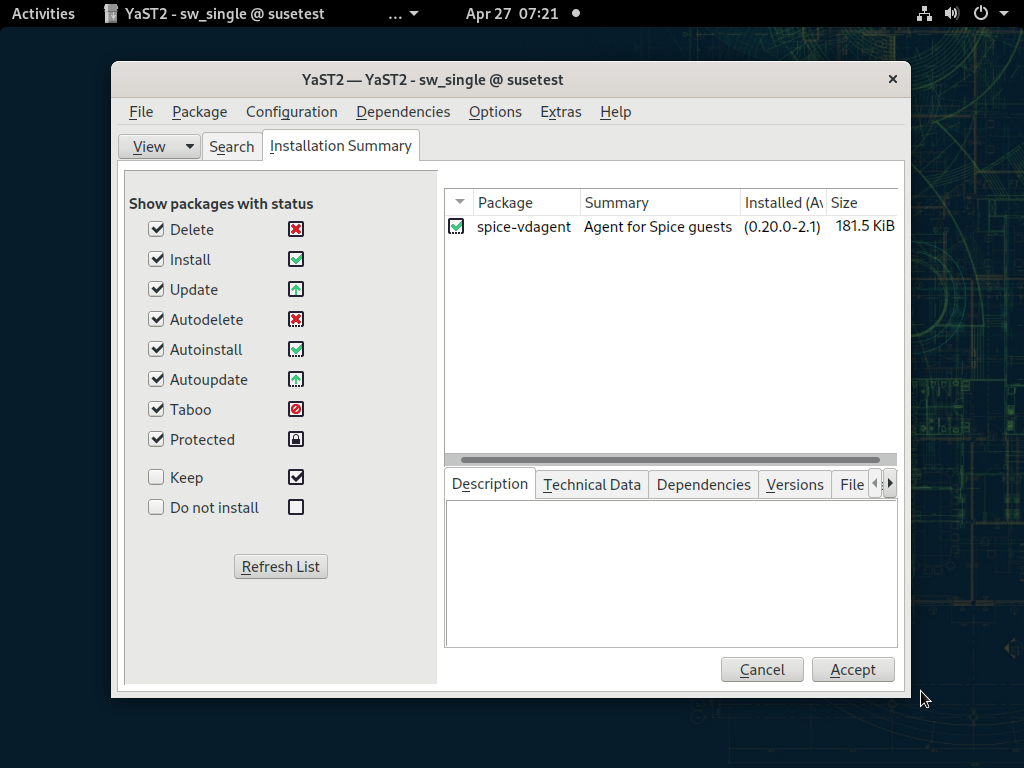 Activities YaST2 - sw_single @ susetest ... Apr 27 07:21
YaST2 — YaST2 - sw_single @ susetest
File Package Configuration Dependencies Options Extras Help
View Search Installation Summary
Show packages with status
Delete
Install
Update
Autodelete
Autoinstall
Autoupdate
Taboo
Protected
Keep
Do not install
Refresh List
Package Summary Installed (Av Size
spice-vdagent Agent for Spice guests (0.20.0-2.1) 181.5 KiB
Description Technical Data Dependencies Versions File
Cancel Accept